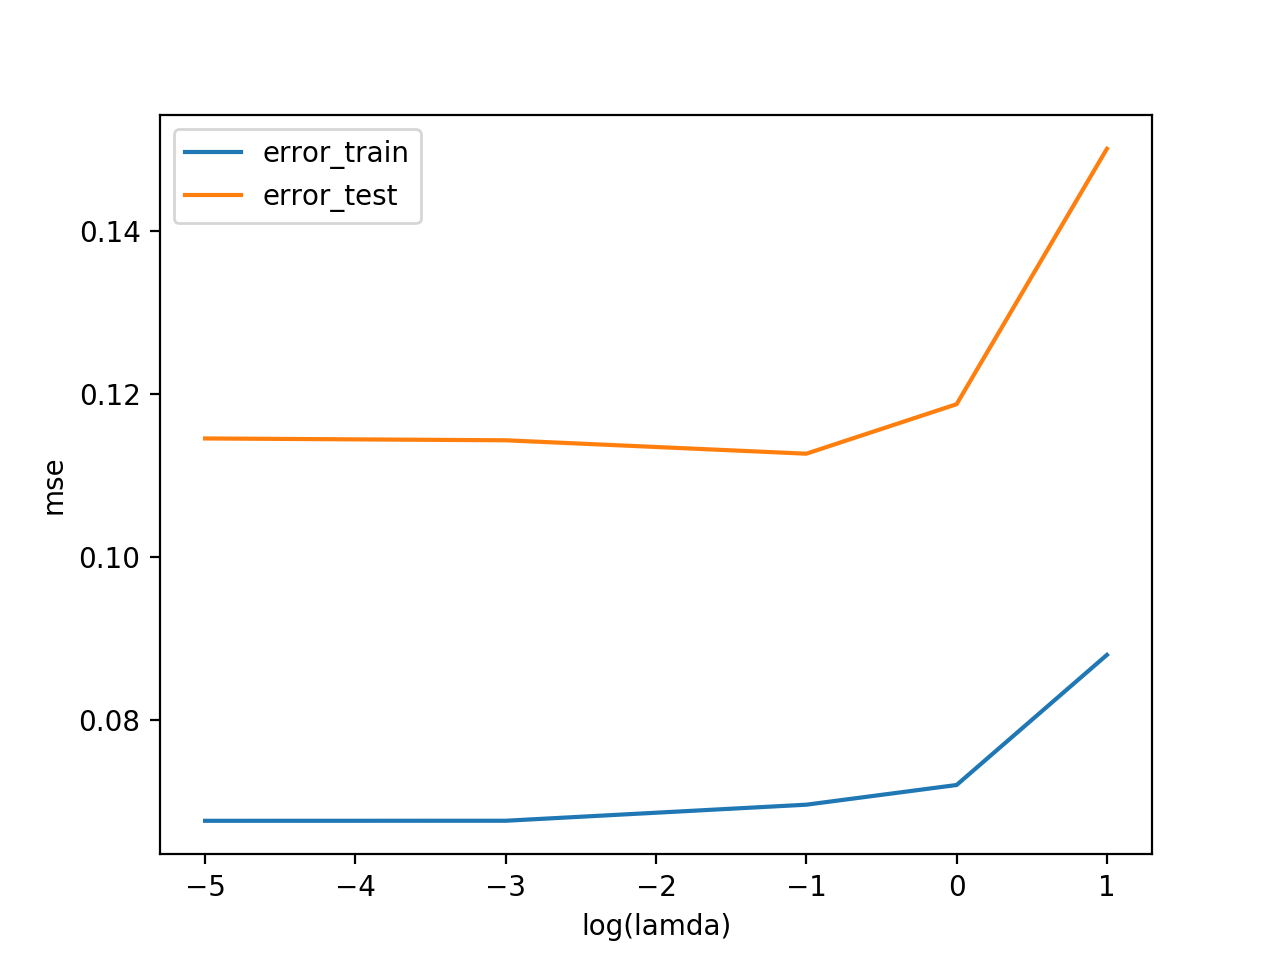 error_train
error_test
0.14
0.12
0.10
0.08
mse
−5 −4 −3 −2 −1 0 1
log(lamda)